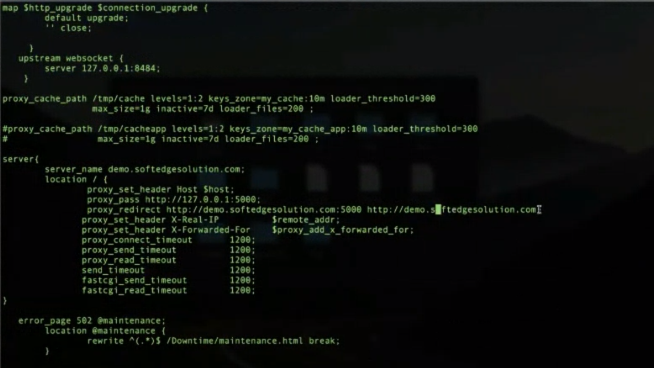 map $http_upgrade $connection_upgrade {
default upgrade;
'' close;
}
upstream websocket {
server 127.0.0.1:8484;
}
proxy_cache_path /tmp/cache levels=1:2 keys_zone=my_cache:10m loader_threshold=300
max_size=1g inactive=7d loader_files=200 ;
#proxy_cache_path /tmp/cacheapp levels=1:2 keys_zone=my_cache_app:10m loader_threshold=300
# max_size=1g inactive=7d loader_files=200 ;
server{
server_name demo.softedgesolution.com;
location / {
proxy_set_header Host $host;
proxy_pass http://127.0.0.1:5000;
proxy_redirect http://demo.softedgesolution.com:5000 http://demo.softedgesolution.com;
proxy_set_header X-Real-IP $remote_addr;
proxy_set_header X-Forwarded-For $proxy_add_x_forwarded_for;
proxy_connect_timeout 1200;
proxy_send_timeout 1200;
proxy_read_timeout 1200;
send_timeout 1200;
fastcgi_send_timeout 1200;
fastcgi_read_timeout 1200;
}
error_page 502 @maintenance;
location @maintenance {
rewrite ^(.*)$ /Downtime/maintenance.html break;
}